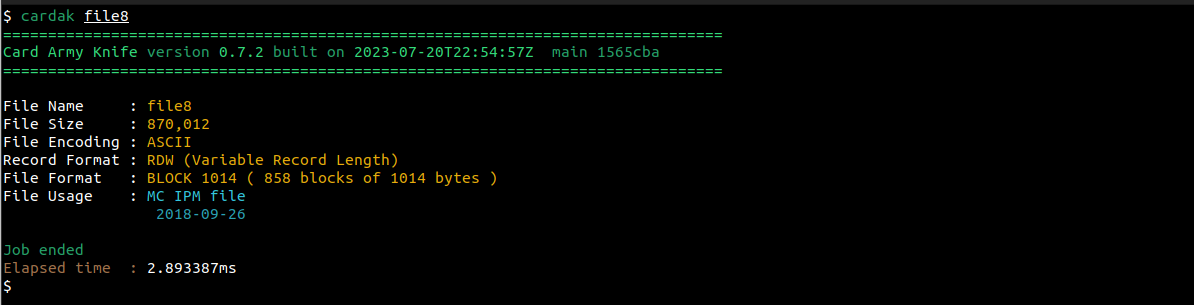 $ cardak file8
================================================================================
Card Army Knife version 0.7.2 built on 2023-07-20T22:54:57Z  main 1565cba
================================================================================
File Name     : file8
File Size     : 870,012
File Encoding : ASCII
Record Format : RDW (Variable Record Length)
File Format   : BLOCK 1014 ( 858 blocks of 1014 bytes )
File Usage    : MC IPM file
                 2018-09-26
Job ended
Elapsed time  : 2.893387ms
$